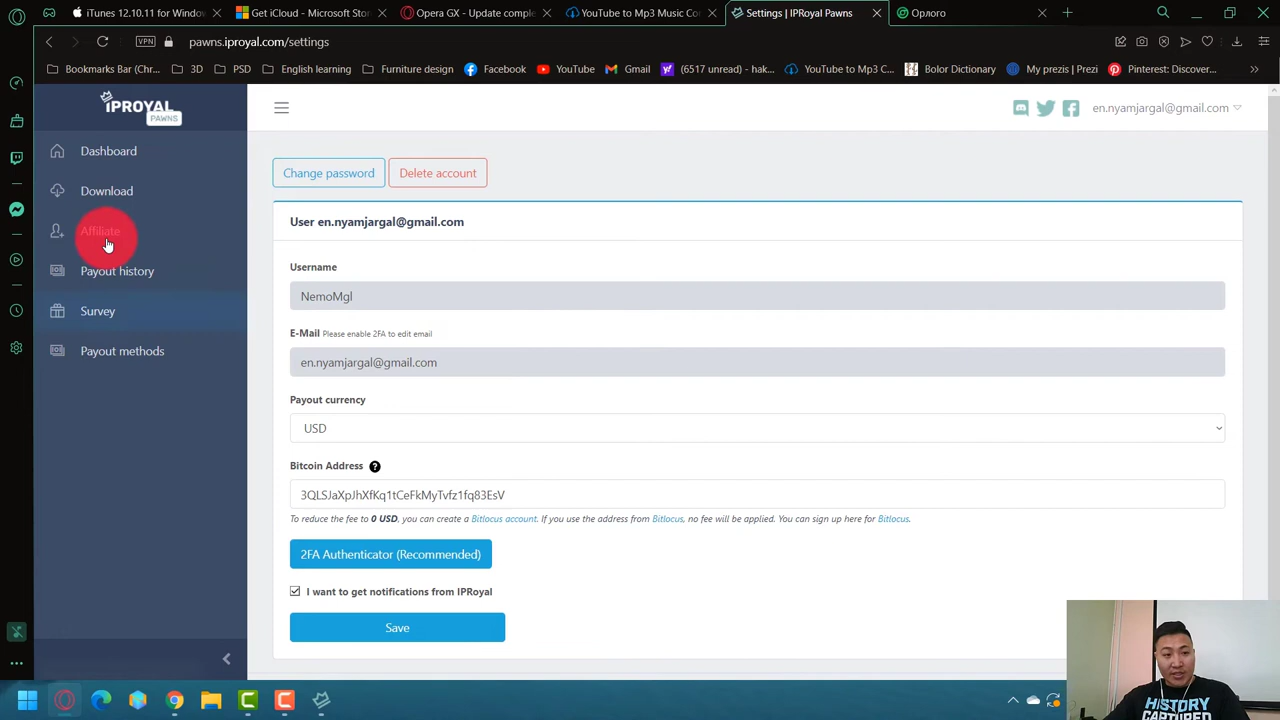 iTunes 12.10.11 for Window
Get iCloud - Microsoft Stor
Opera GX - Update comple
YouTube to Mp3 Music Co
Settings | IPRoyal Pawns
Орлого
VPN
pawns.iproyal.com/settings
Bookmarks Bar (Chr...
3D
PSD
English learning
Furniture design
Facebook
YouTube
Gmail
(6517 unread) - hak...
YouTube to Mp3 C...
Bolor Dictionary
My prezis | Prezi
Pinterest: Discover...
IPROYAL
PAWNS
en.nyamjargal@gmail.com
Dashboard
Download
Affiliate
Payout history
Survey
Payout methods
Change password
Delete account
User en.nyamjargal@gmail.com
Username
NemoMgl
E-Mail Please enable 2FA to edit email
en.nyamjargal@gmail.com
Payout currency
USD
Bitcoin Address ?
3QLSJaXpJhXfKq1tCeFkMyTvfz1fq83EsV
To reduce the fee to 0 USD, you can create a Bitlocus account. If you use the address from Bitlocus, no fee will be applied. You can sign up here for Bitlocus.
2FA Authenticator (Recommended)
I want to get notifications from IPRoyal
Save
HISTORY
CAPTURED